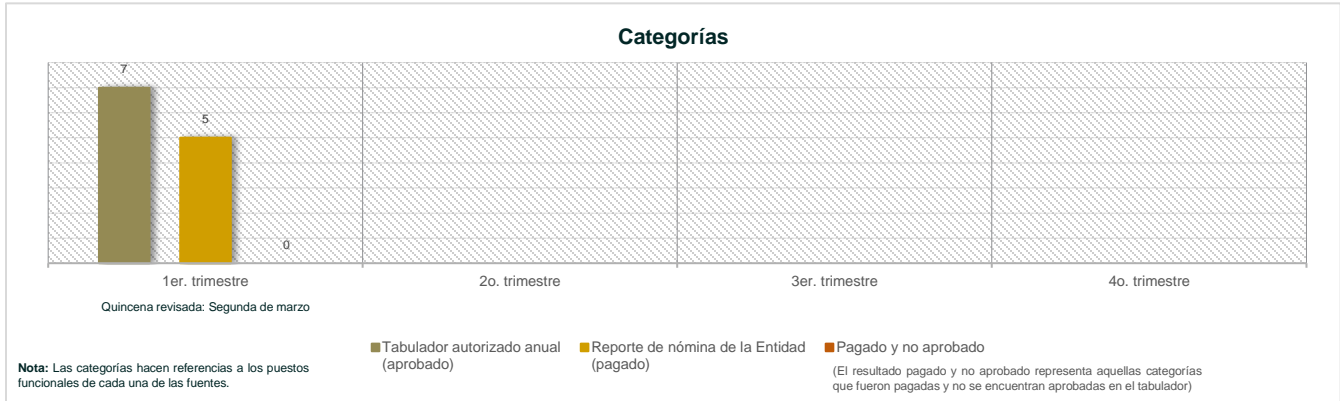 Categorías
7
5
0
1er. trimestre
2o. trimestre
3er. trimestre
4o. trimestre
Quincena revisada: Segunda de marzo
Tabulador autorizado anual
(aprobado)
Reporte de nómina de la Entidad
(pagado)
Pagado y no aprobado
(El resultado pagado y no aprobado representa aquellas categorías
que fueron pagadas y no se encuentran aprobadas en el tabulador)
Nota: Las categorías hacen referencias a los puestos
funcionales de cada una de las fuentes.